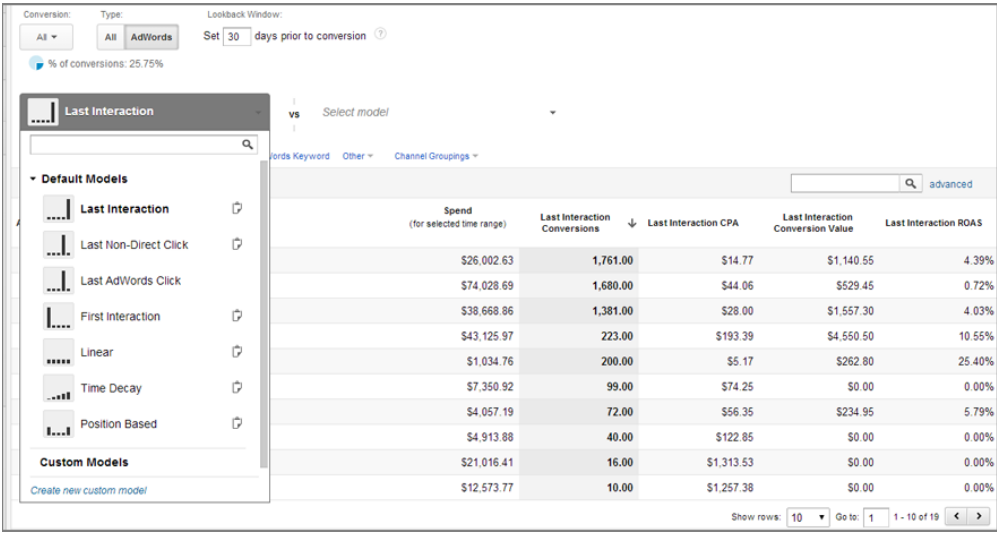 Conversion: Type: Lookback Window:
All All AdWords Set 30 days prior to conversion ?
% of conversions: 25.75%
Last Interaction vs Select model
Words Keyword Other Channel Groupings
Default Models
advanced
Last Interaction
Last Non-Direct Click
Last AdWords Click
First Interaction
Linear
Time Decay
Position Based
Custom Models
Create new custom model
Spend (for selected time range) Last Interaction Conversions Last Interaction CPA Last Interaction Conversion Value Last Interaction ROAS
$26,002.63 1,761.00 $14.77 $1,140.55 4.39%
$74,028.69 1,680.00 $44.06 $529.45 0.72%
$38,668.86 1,381.00 $28.00 $1,557.30 4.03%
$43,125.97 223.00 $193.39 $4,550.50 10.55%
$1,034.76 200.00 $5.17 $262.80 25.40%
$7,350.92 99.00 $74.25 $0.00 0.00%
$4,057.19 72.00 $56.35 $234.95 5.79%
$4,913.88 40.00 $122.85 $0.00 0.00%
$21,016.41 16.00 $1,313.53 $0.00 0.00%
$12,573.77 10.00 $1,257.38 $0.00 0.00%
Show rows: 10 Go to: 1 1 - 10 of 19